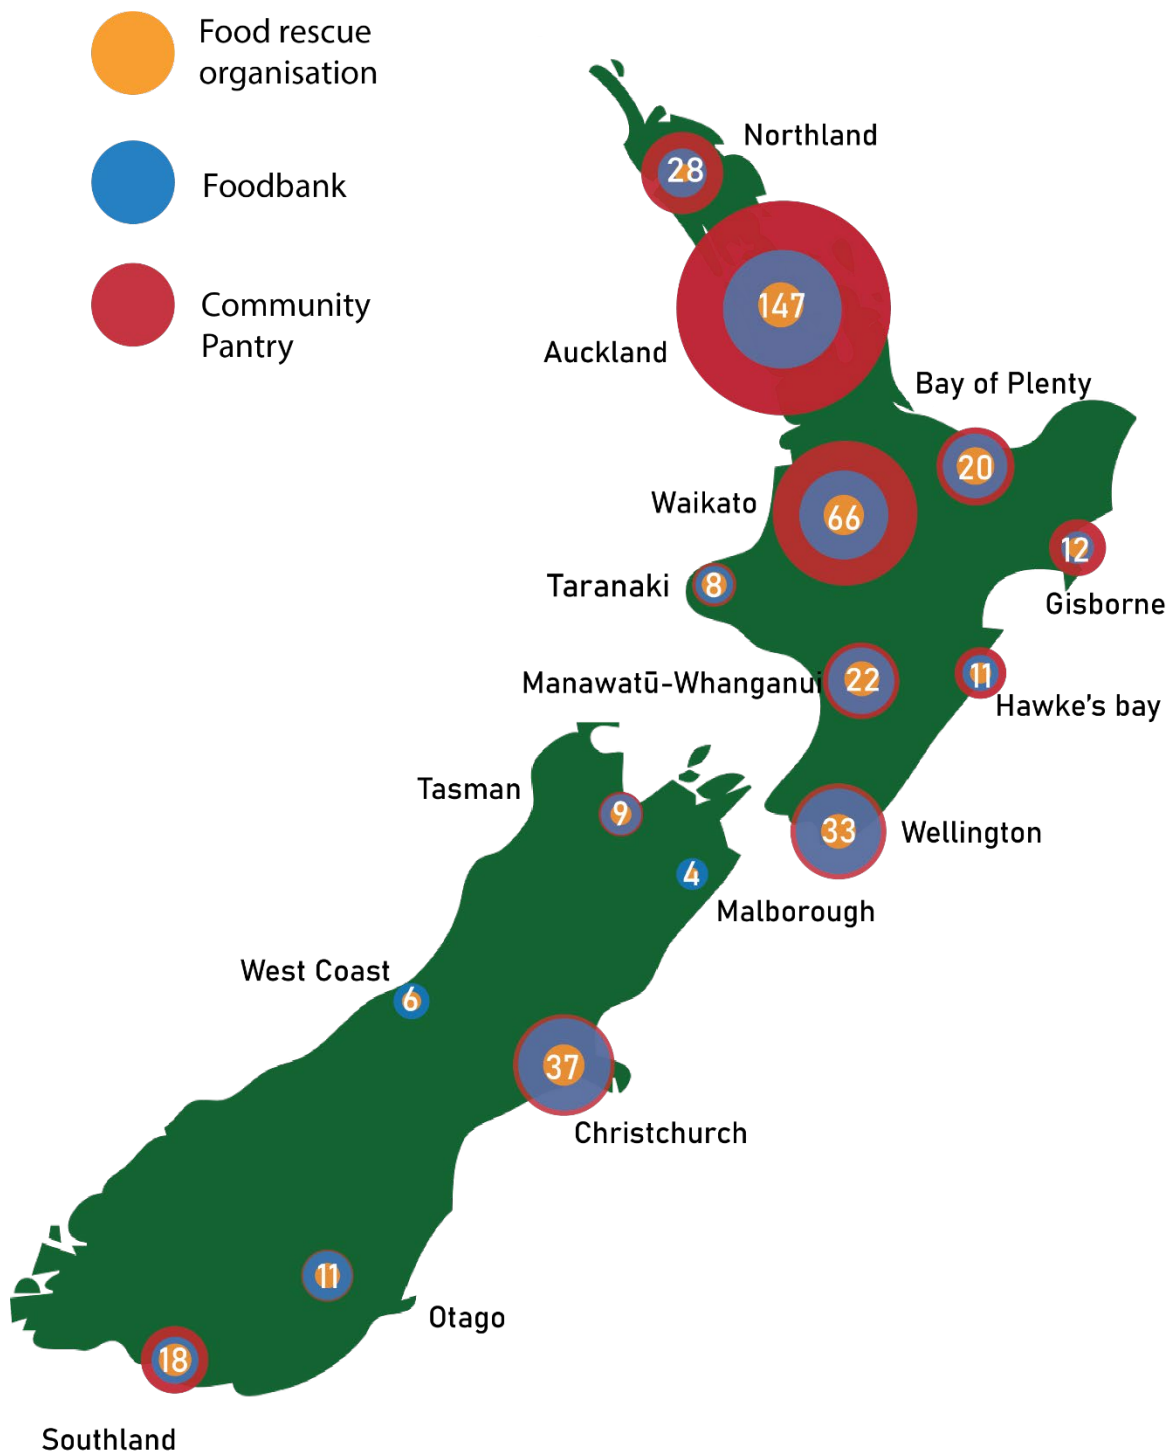 Food rescue
organisation
Foodbank
Community
Pantry
Northland
28
147
Auckland
Bay of Plenty
20
Waikato
66
12
Gisborne
Taranaki
8
Manawatū-Whanganui
22
11
Hawke's bay
Tasman
9
33
Wellington
4
Malborough
West Coast
6
37
Christchurch
11
Otago
18
Southland